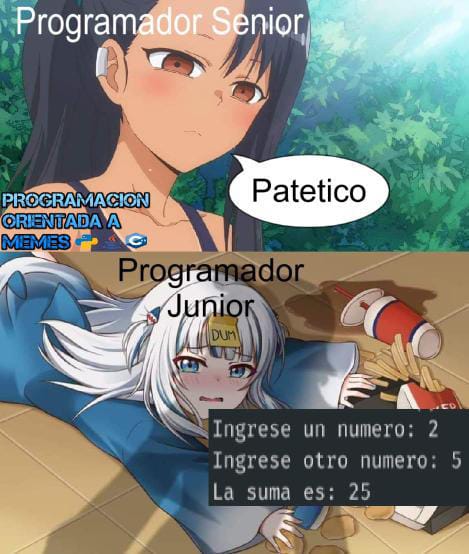 Programador Senior
Patetico
PROGRAMACION
ORIENTADA A
MEMES
Programador
Junior
DUM
Ingrese un numero: 2
Ingrese otro numero: 5
La suma es: 25